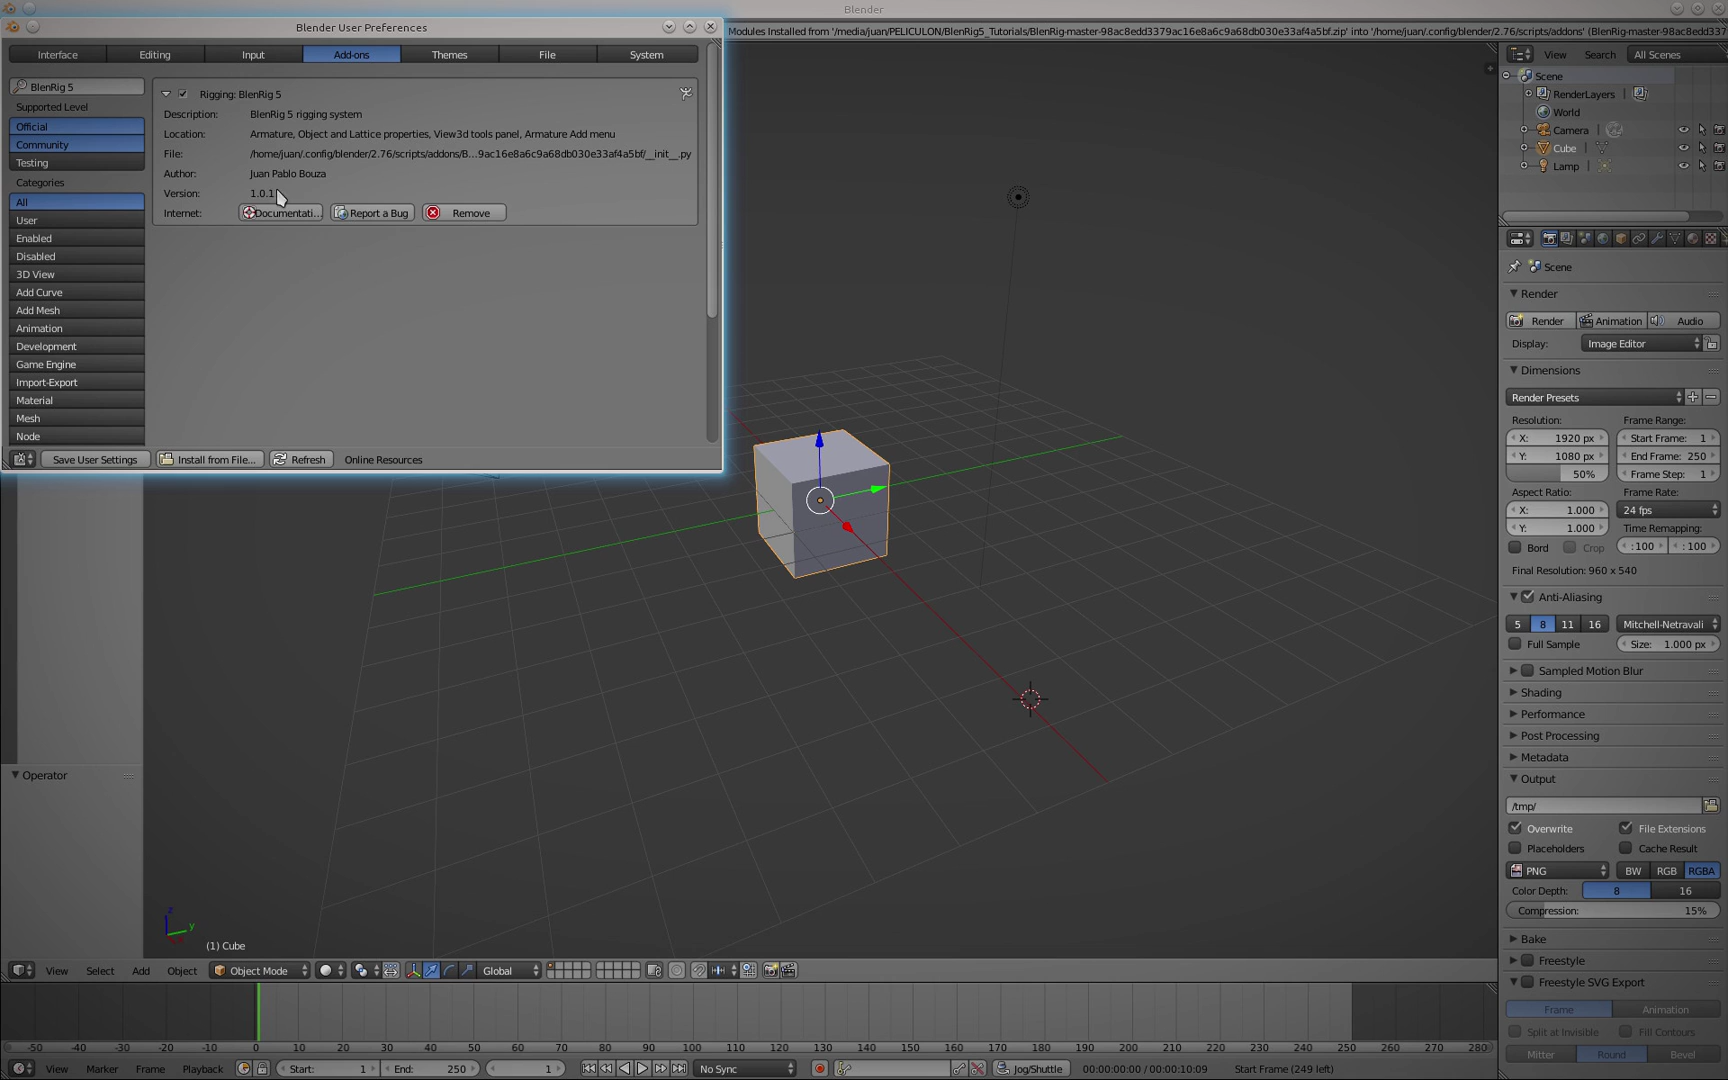 Blender
Blender User Preferences
Modules Installed from '/media/juan/PELICULON/BlenRig5_Tutorials/BlenRig-master-98ac8edd3379ac16e8a6c9a68db030e33af4a5bf.zip' into '/home/juan/.config/blender/2.76/scripts/addons' ('BlenRig-master-98ac8edd3379ac16e8a6c9a68db030e33af4a5bf
Interface Editing Input Add-ons Themes File System
BlenRig 5
Supported Level
Official
Community
Testing
Categories
All
User
Enabled
Disabled
3D View
Add Curve
Add Mesh
Animation
Development
Game Engine
Import-Export
Material
Mesh
Node
Rigging: BlenRig 5
Description: BlenRig 5 rigging system
Location: Armature, Object and Lattice properties, View3d tools panel, Armature Add menu
File: /home/juan/.config/blender/2.76/scripts/addons/B...9ac16e8a6c9a68db030e33af4a5bf/__init__.py
Author: Juan Pablo Bouza
Version: 1.0.1
Internet: Documentati... Report a Bug Remove
Save User Settings Install from File... Refresh Online Resources
Operator
z
y
(1) Cube
View Select Add Object Object Mode Global
-50 -40 -30 -20 -10 0 10 20 30 40 50 60 70 80 90 100 110 120 130 140 150 160 170 180 190 200 210 220 230 240 250 260 270 280
View Marker Frame Playback Start: 1 End: 250 1 No Sync Jog/Shuttle 00:00:00:00 / 00:00:10:09 Start Frame (249 left)
View Search All Scenes
Scene
RenderLayers
World
Camera
Cube
Lamp
Scene
Render
Render Animation Audio
Display: Image Editor
Dimensions
Render Presets
Resolution: Frame Range:
X: 1920 px Start Frame: 1
Y: 1080 px End Frame: 250
50% Frame Step: 1
Aspect Ratio: Frame Rate:
X: 1.000 24 fps
Y: 1.000 Time Remapping:
Bord Crop :100 :100
Final Resolution: 960 x 540
Anti-Aliasing
5 8 11 16 Mitchell-Netravali
Full Sample Size: 1.000 px
Sampled Motion Blur
Shading
Performance
Post Processing
Metadata
Output
/tmp/
Overwrite File Extensions
Placeholders Cache Result
PNG BW RGB RGBA
Color Depth: 8 16
Compression: 15%
Bake
Freestyle
Freestyle SVG Export
Frame Animation
Split at Invisible Fill Contours
Mitter Round Bevel